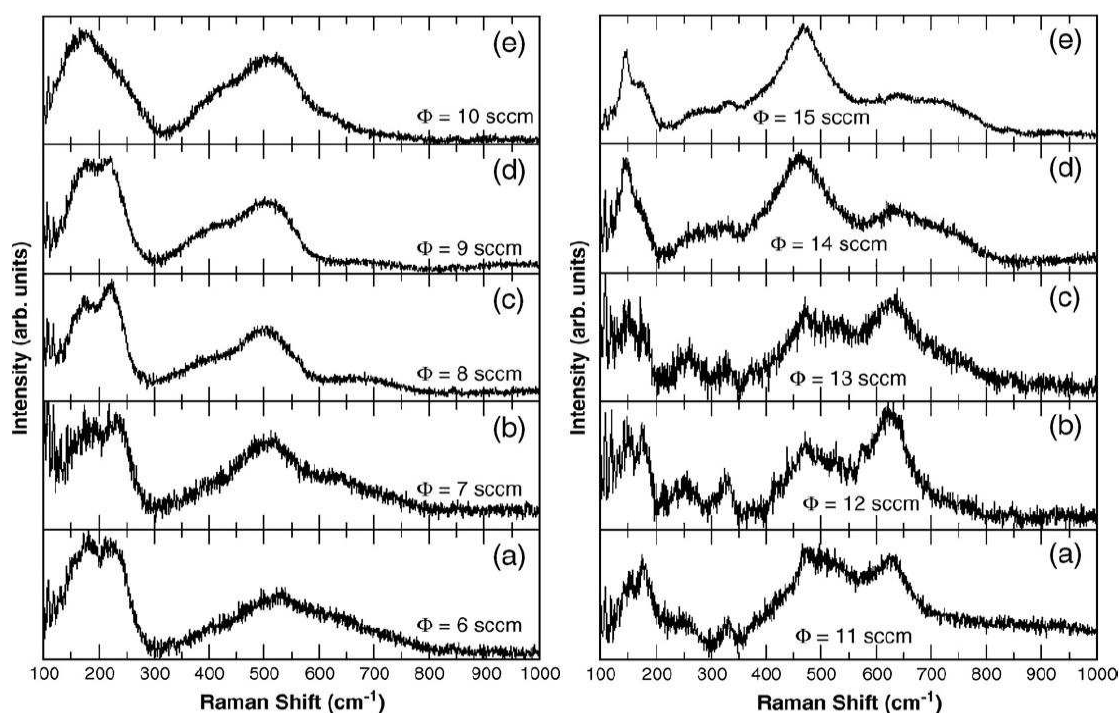 (e)
Φ = 10 sccm
(d)
Φ = 9 sccm
(c)
Φ = 8 sccm
(b)
Φ = 7 sccm
(a)
Φ = 6 sccm
Intensity (arb. units)
100 200 300 400 500 600 700 800 900 1000
Raman Shift (cm⁻¹)
(e)
Φ = 15 sccm
(d)
Φ = 14 sccm
(c)
Φ = 13 sccm
(b)
Φ = 12 sccm
(a)
Φ = 11 sccm
Intensity (arb. units)
100 200 300 400 500 600 700 800 900 1000
Raman Shift (cm⁻¹)